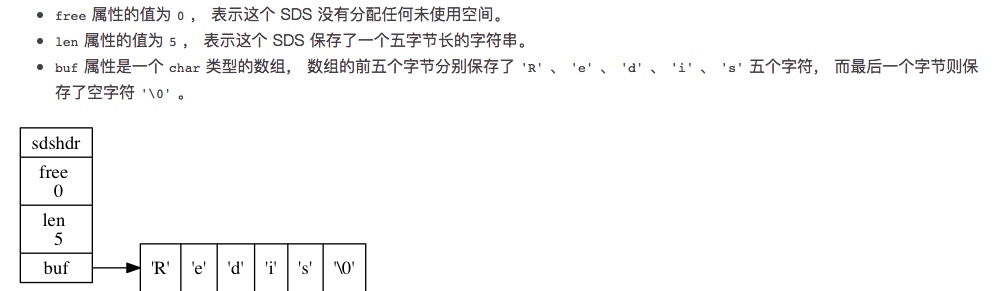 free 属性的值为 0 ， 表示这个 SDS 没有分配任何未使用空间。
len 属性的值为 5 ， 表示这个 SDS 保存了一个五字节长的字符串。
buf 属性是一个 char 类型的数组， 数组的前五个字节分别保存了 'R' 、 'e' 、 'd' 、 'i' 、 's' 五个字符， 而最后一个字节则保
存了空字符 '\0' 。
sdshdr
free
0
len
5
buf
'R' 'e' 'd' 'i' 's' '\0'